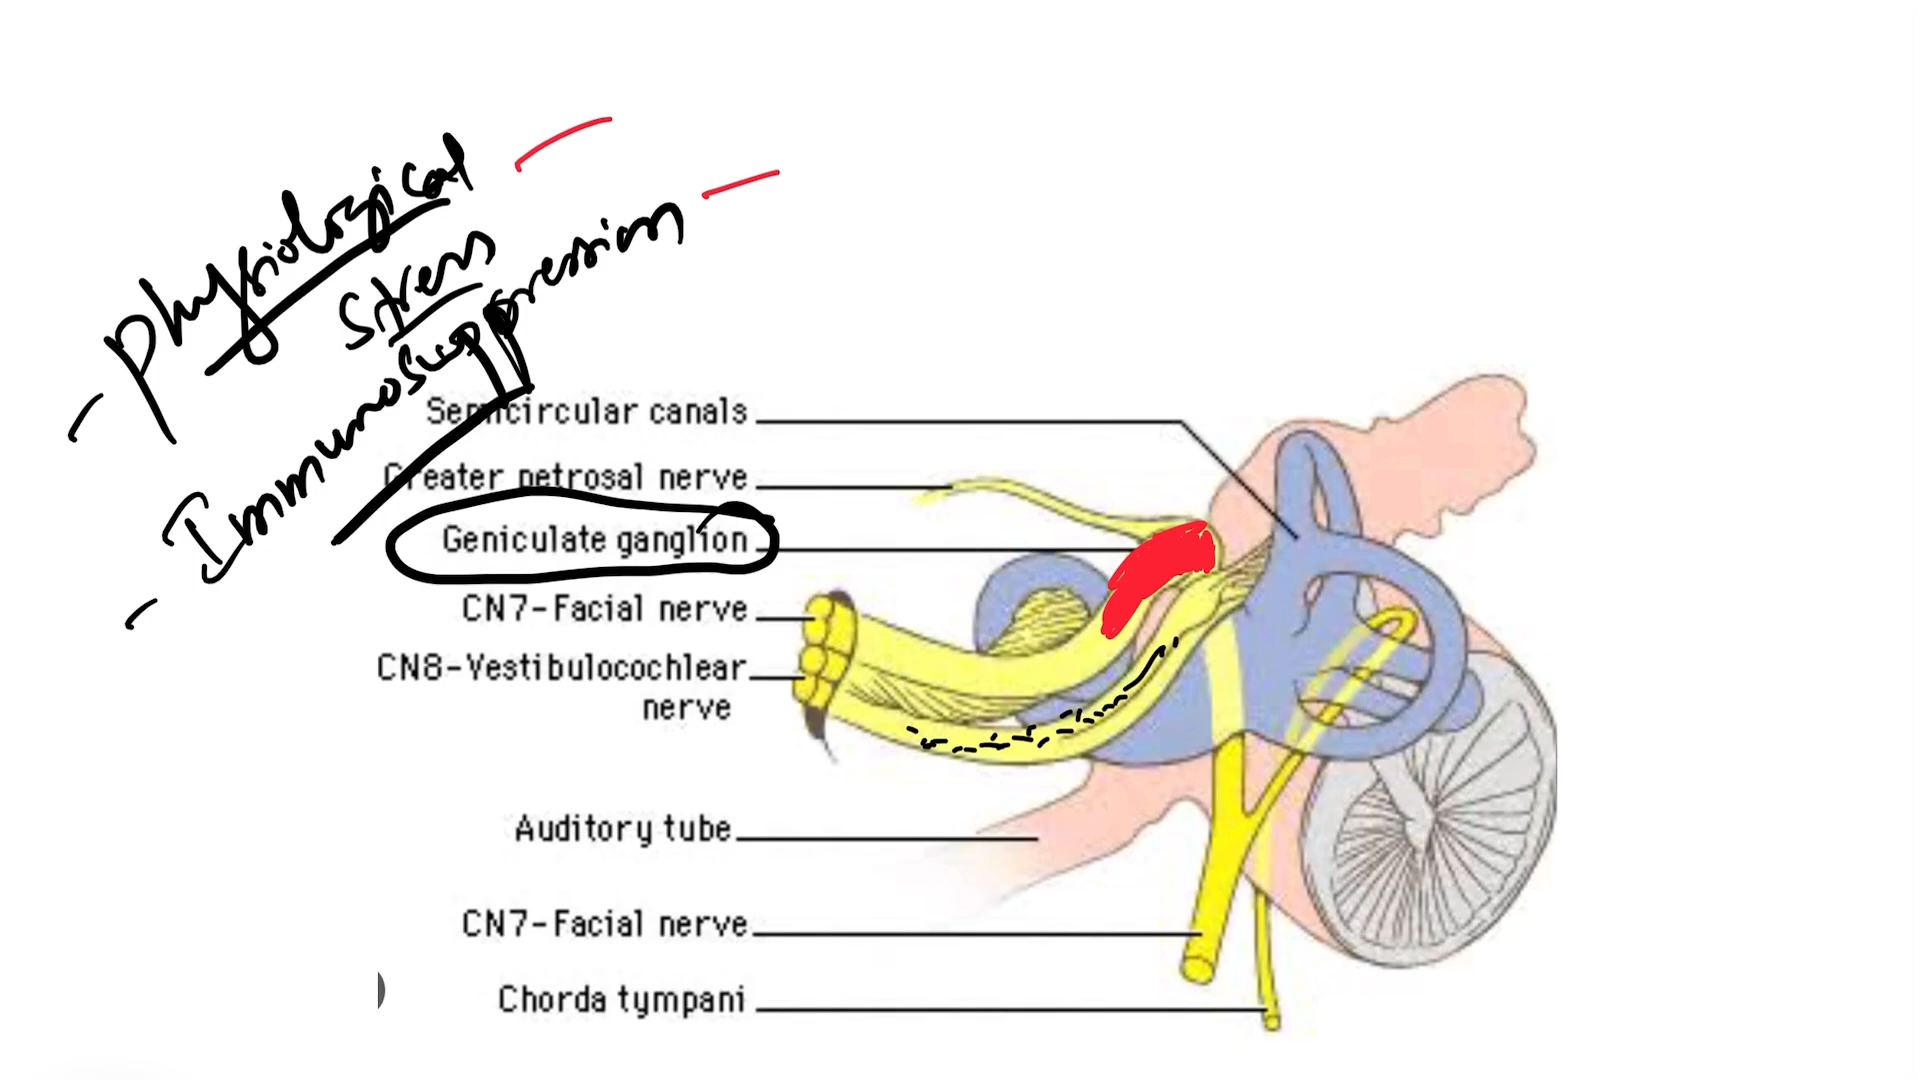 - Physiological
Stress
- Immunosuppression
Semicircular canals
Greater petrosal nerve
Geniculate ganglion
CN7-Facial nerve
CN8-Vestibulocochlear
nerve
Auditory tube
CN7-Facial nerve
Chorda tympani